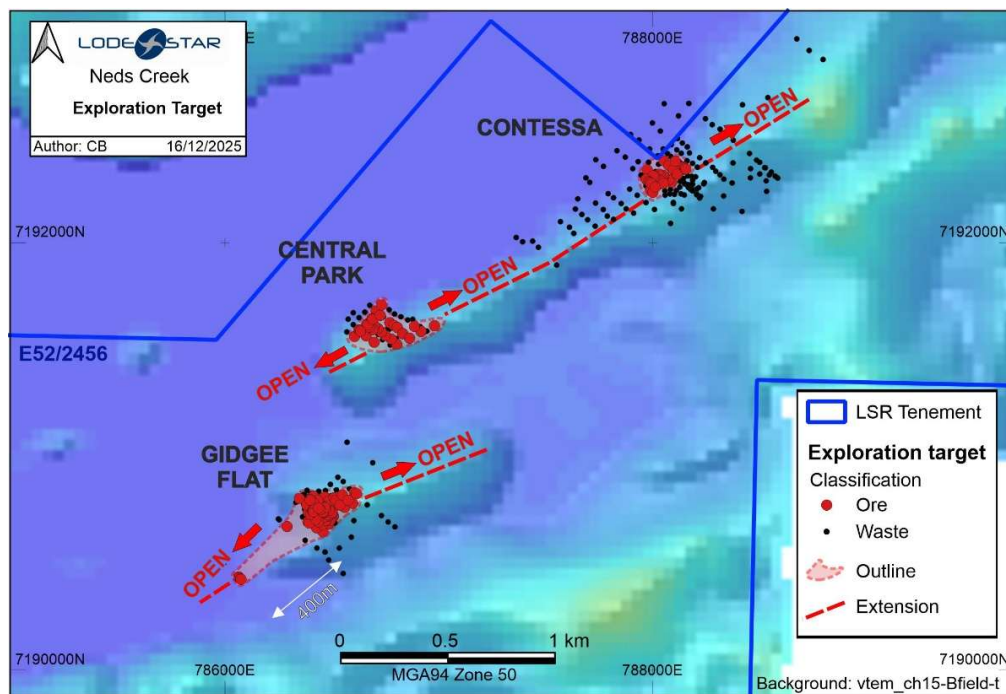 LODESTAR
Neds Creek
Exploration Target
Author: CB 16/12/2025
788000E
CONTESSA
OPEN
7192000N
7192000N
CENTRAL
PARK
OPEN
E52/2456
OPEN
GIDGEE
FLAT
OPEN
OPEN
400m
LSR Tenement
Exploration target
Classification
Ore
Waste
Outline
Extension
0 0.5 1 km
MGA94 Zone 50
7190000N
786000E
788000E
7190000N
Background: vtem_ch15-Bfield-t